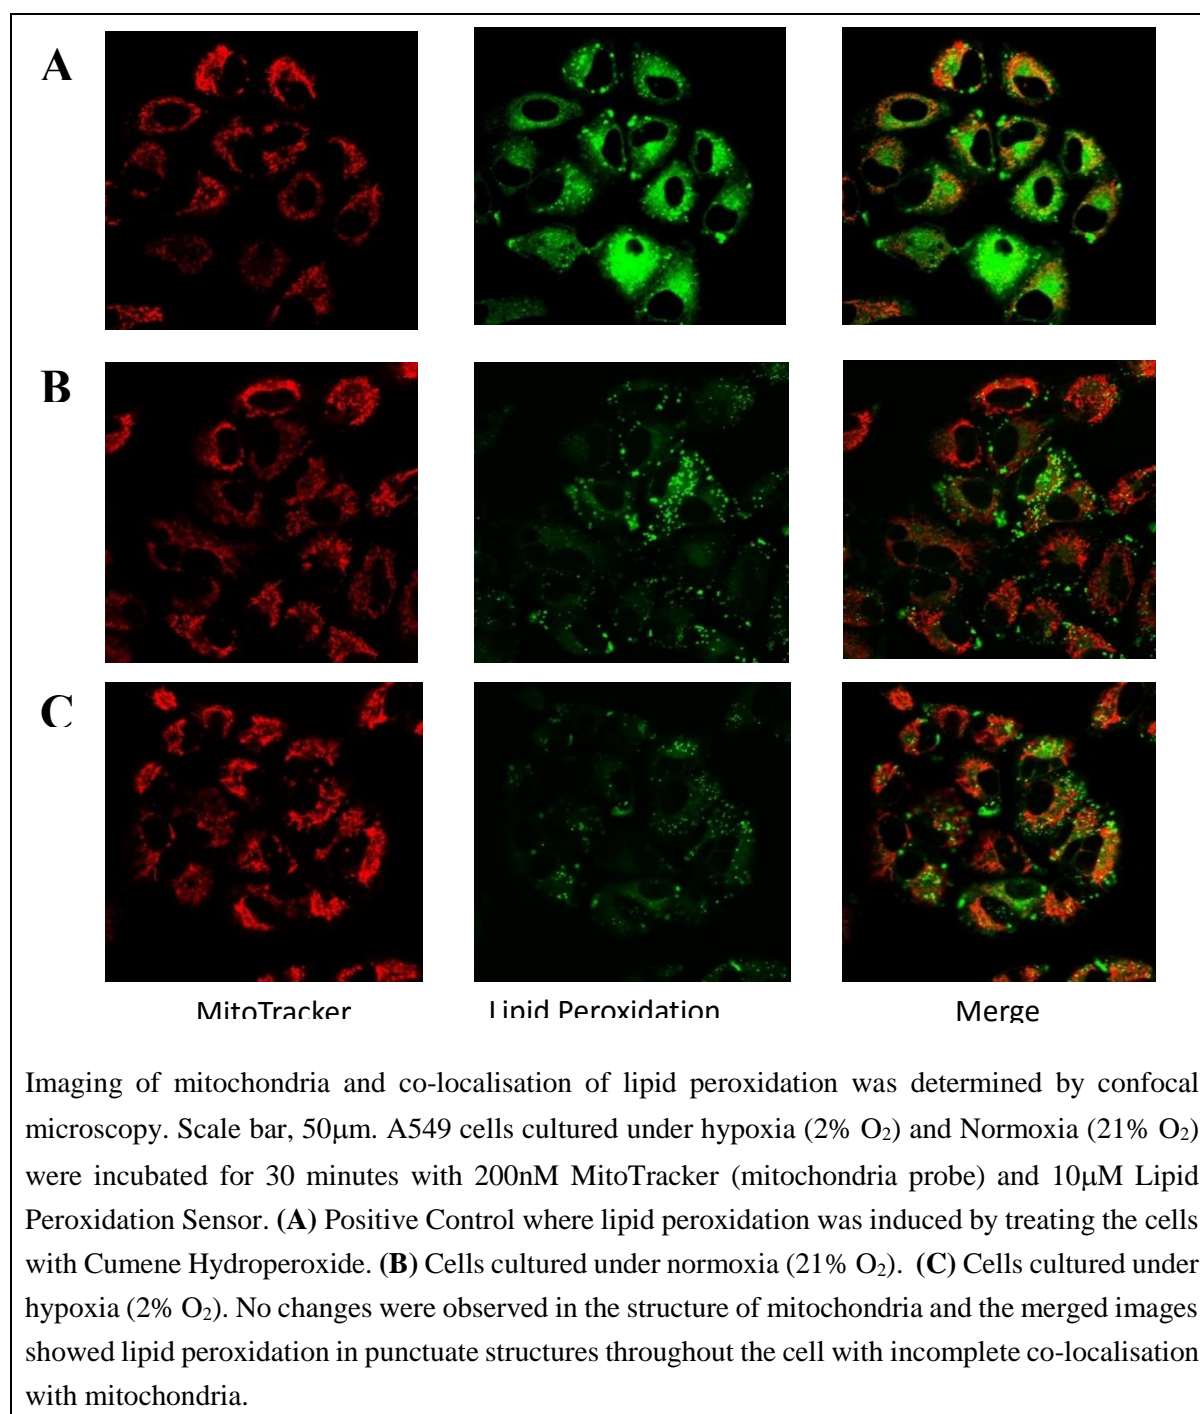 A
B
C
MitoTracker
Lipid Peroxidation
Merge
Imaging of mitochondria and co-localisation of lipid peroxidation was determined by confocal
microscopy. Scale bar, 50μm. A549 cells cultured under hypoxia (2% O₂) and Normoxia (21% O₂)
were incubated for 30 minutes with 200nM MitoTracker (mitochondria probe) and 10μM Lipid
Peroxidation Sensor. (A) Positive Control where lipid peroxidation was induced by treating the cells
with Cumene Hydroperoxide. (B) Cells cultured under normoxia (21% O₂). (C) Cells cultured under
hypoxia (2% O₂). No changes were observed in the structure of mitochondria and the merged images
showed lipid peroxidation in punctuate structures throughout the cell with incomplete co-localisation
with mitochondria.